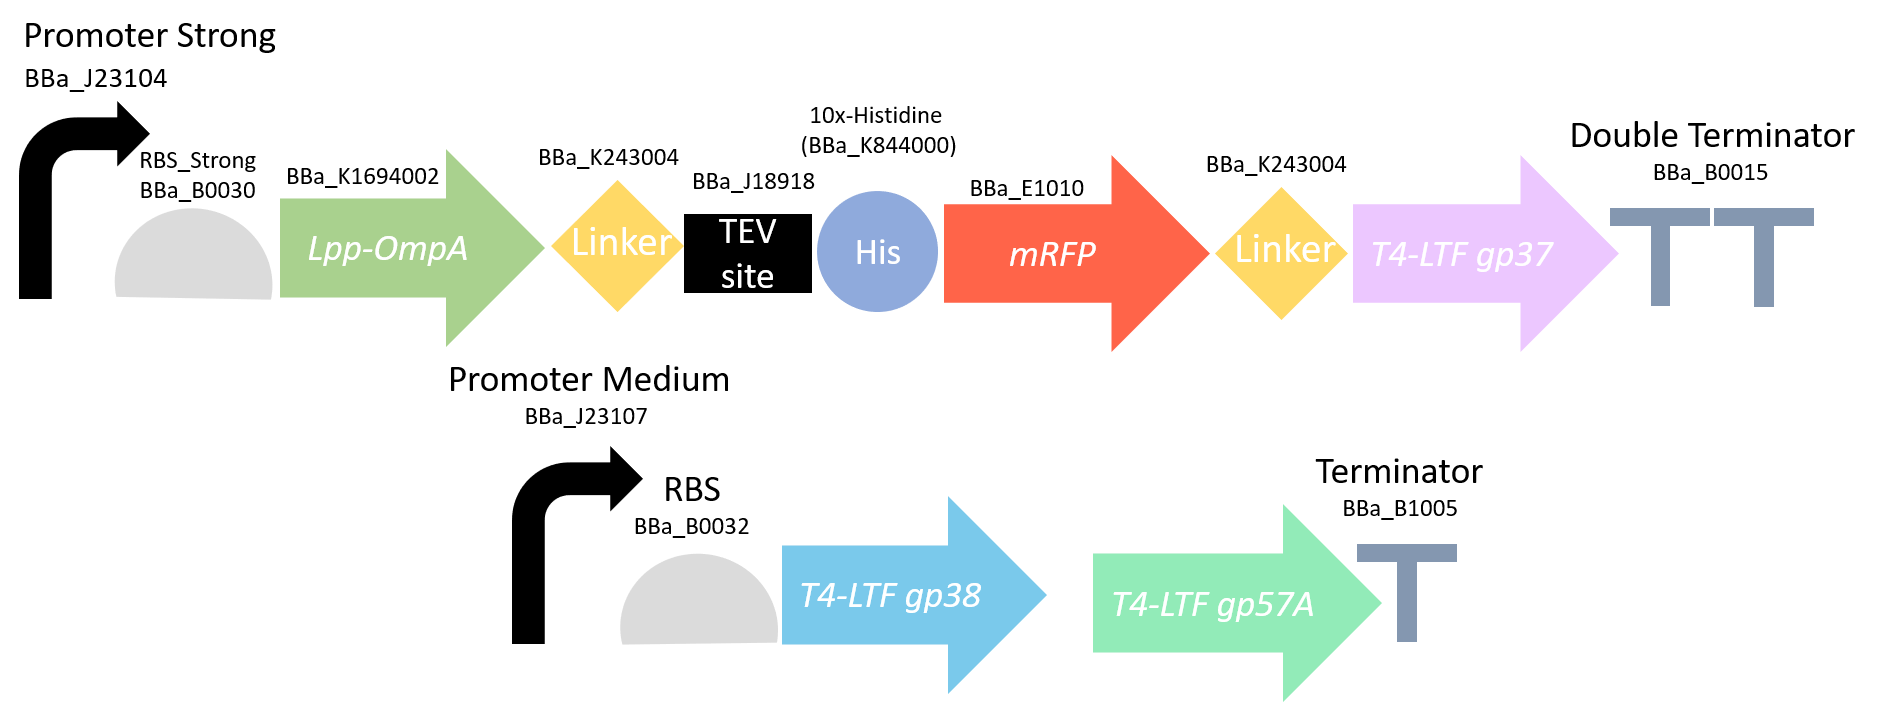 Promoter Strong
BBa_J23104
RBS_Strong
BBa_B0030
BBa_K1694002
Lpp-OmpA
BBa_K243004
Linker
BBa_J18918
TEV
site
10x-Histidine
(BBa_K844000)
His
BBa_E1010
mRFP
BBa_K243004
Linker
T4-LTF gp37
Double Terminator
BBa_B0015
Promoter Medium
BBa_J23107
RBS
BBa_B0032
T4-LTF gp38
T4-LTF gp57A
Terminator
BBa_B1005